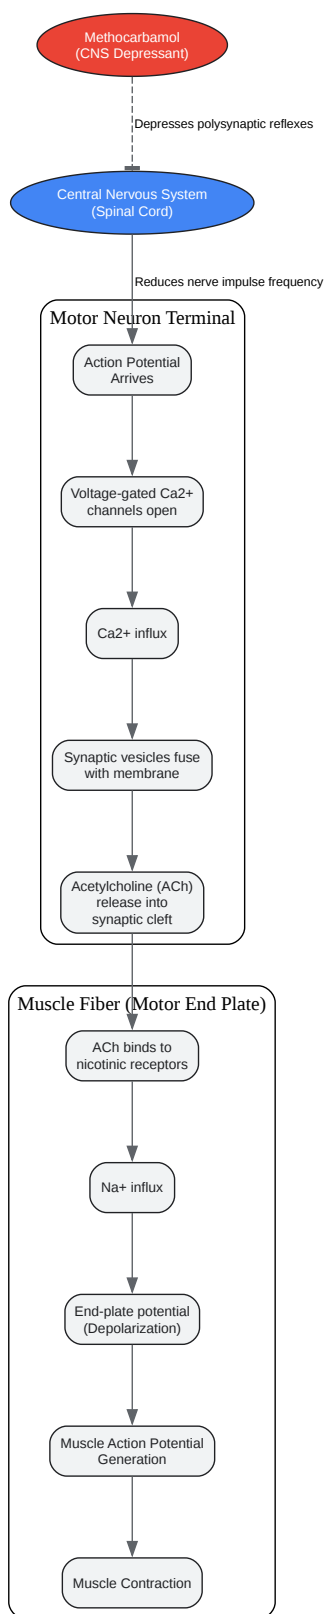 Methocarbamol
(CNS Depressant)
Depresses polysynaptic reflexes
Central Nervous System
(Spinal Cord)
Reduces nerve impulse frequency
Motor Neuron Terminal
Action Potential
Arrives
Voltage-gated Ca2+
channels open
Ca2+ influx
Synaptic vesicles fuse
with membrane
Acetylcholine (ACh)
release into
synaptic cleft
Muscle Fiber (Motor End Plate)
ACh binds to
nicotinic receptors
Na+ influx
End-plate potential
(Depolarization)
Muscle Action Potential
Generation
Muscle Contraction